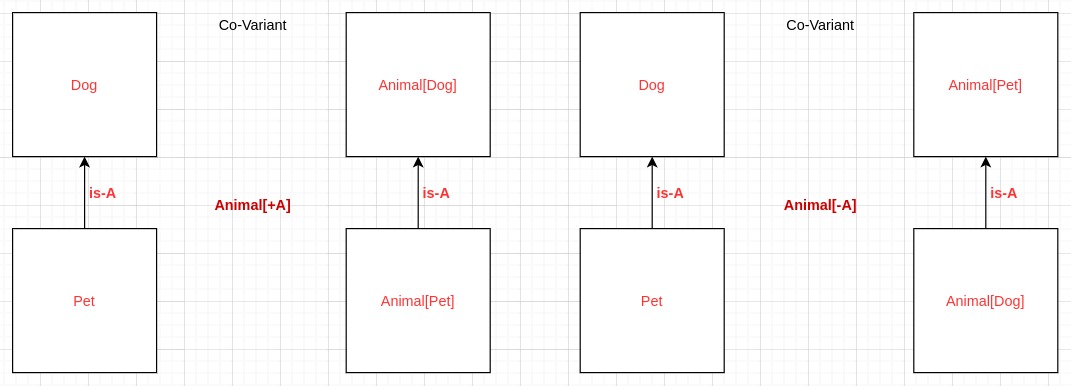 Co-Variant
Dog
Animal[Dog]
is-A
Animal[+A]
is-A
Pet
Animal[Pet]
Co-Variant
Dog
Animal[Pet]
is-A
Animal[-A]
is-A
Pet
Animal[Dog]